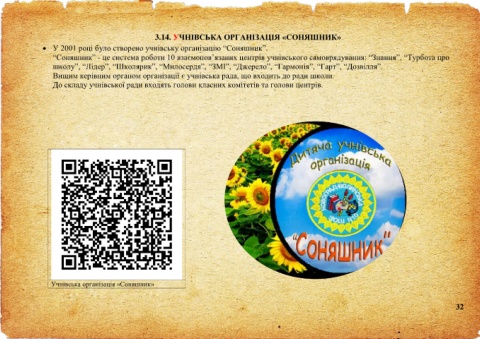 3.14. УЧНІВСЬКА ОРГАНІЗАЦІЯ «СОНЯШНИК»
• У 2001 році було створено учнівську організацію “Соняшник”.
“Соняшник” - це система роботи 10 взаємопов`язаних центрів учнівського самоврядування: “Знання”, “Турбота про
школу”, “Лідер”, “Школярик”, “Милосердя”, “ЗМІ”, “Джерело”, “Гармонія”, “Гарт”, “Дозвілля”.
Вищим керівним органом організації є учнівська рада, що входить до ради школи.
До складу учнівської ради входять голови класних комітетів та голови центрів.
Дитяча учнівська
організація
“Соняшник”
Учнівська організація «Соняшник»
32